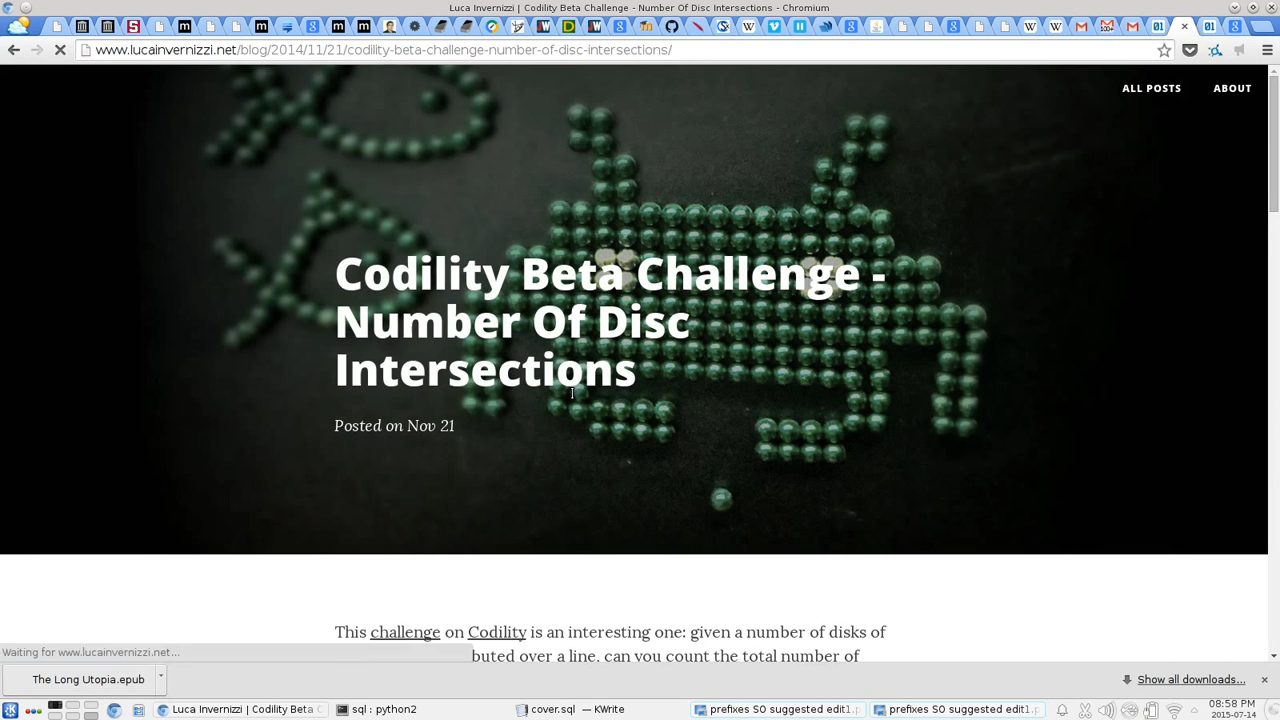 Luca Invernizzi | Codility Beta Challenge - Number Of Disc Intersections - Chromium
www.lucainvernizzi.net/blog/2014/11/21/codility-beta-challenge-number-of-disc-intersections/
ALL POSTS ABOUT
Codility Beta Challenge -
Number Of Disc
Intersections
Posted on Nov 21
This challenge on Codility is an interesting one: given a number of disks of
Waiting for www.lucainvernizzi.net...
buted over a line, can you count the total number of
The Long Utopia.epub
Show all downloads...
Luca Invernizzi | Codility Beta C
sql : python2
cover.sql — KWrite
prefixes SO suggested edit1.p
prefixes SO suggested edit1.p
08:58 PM
2015-07-14